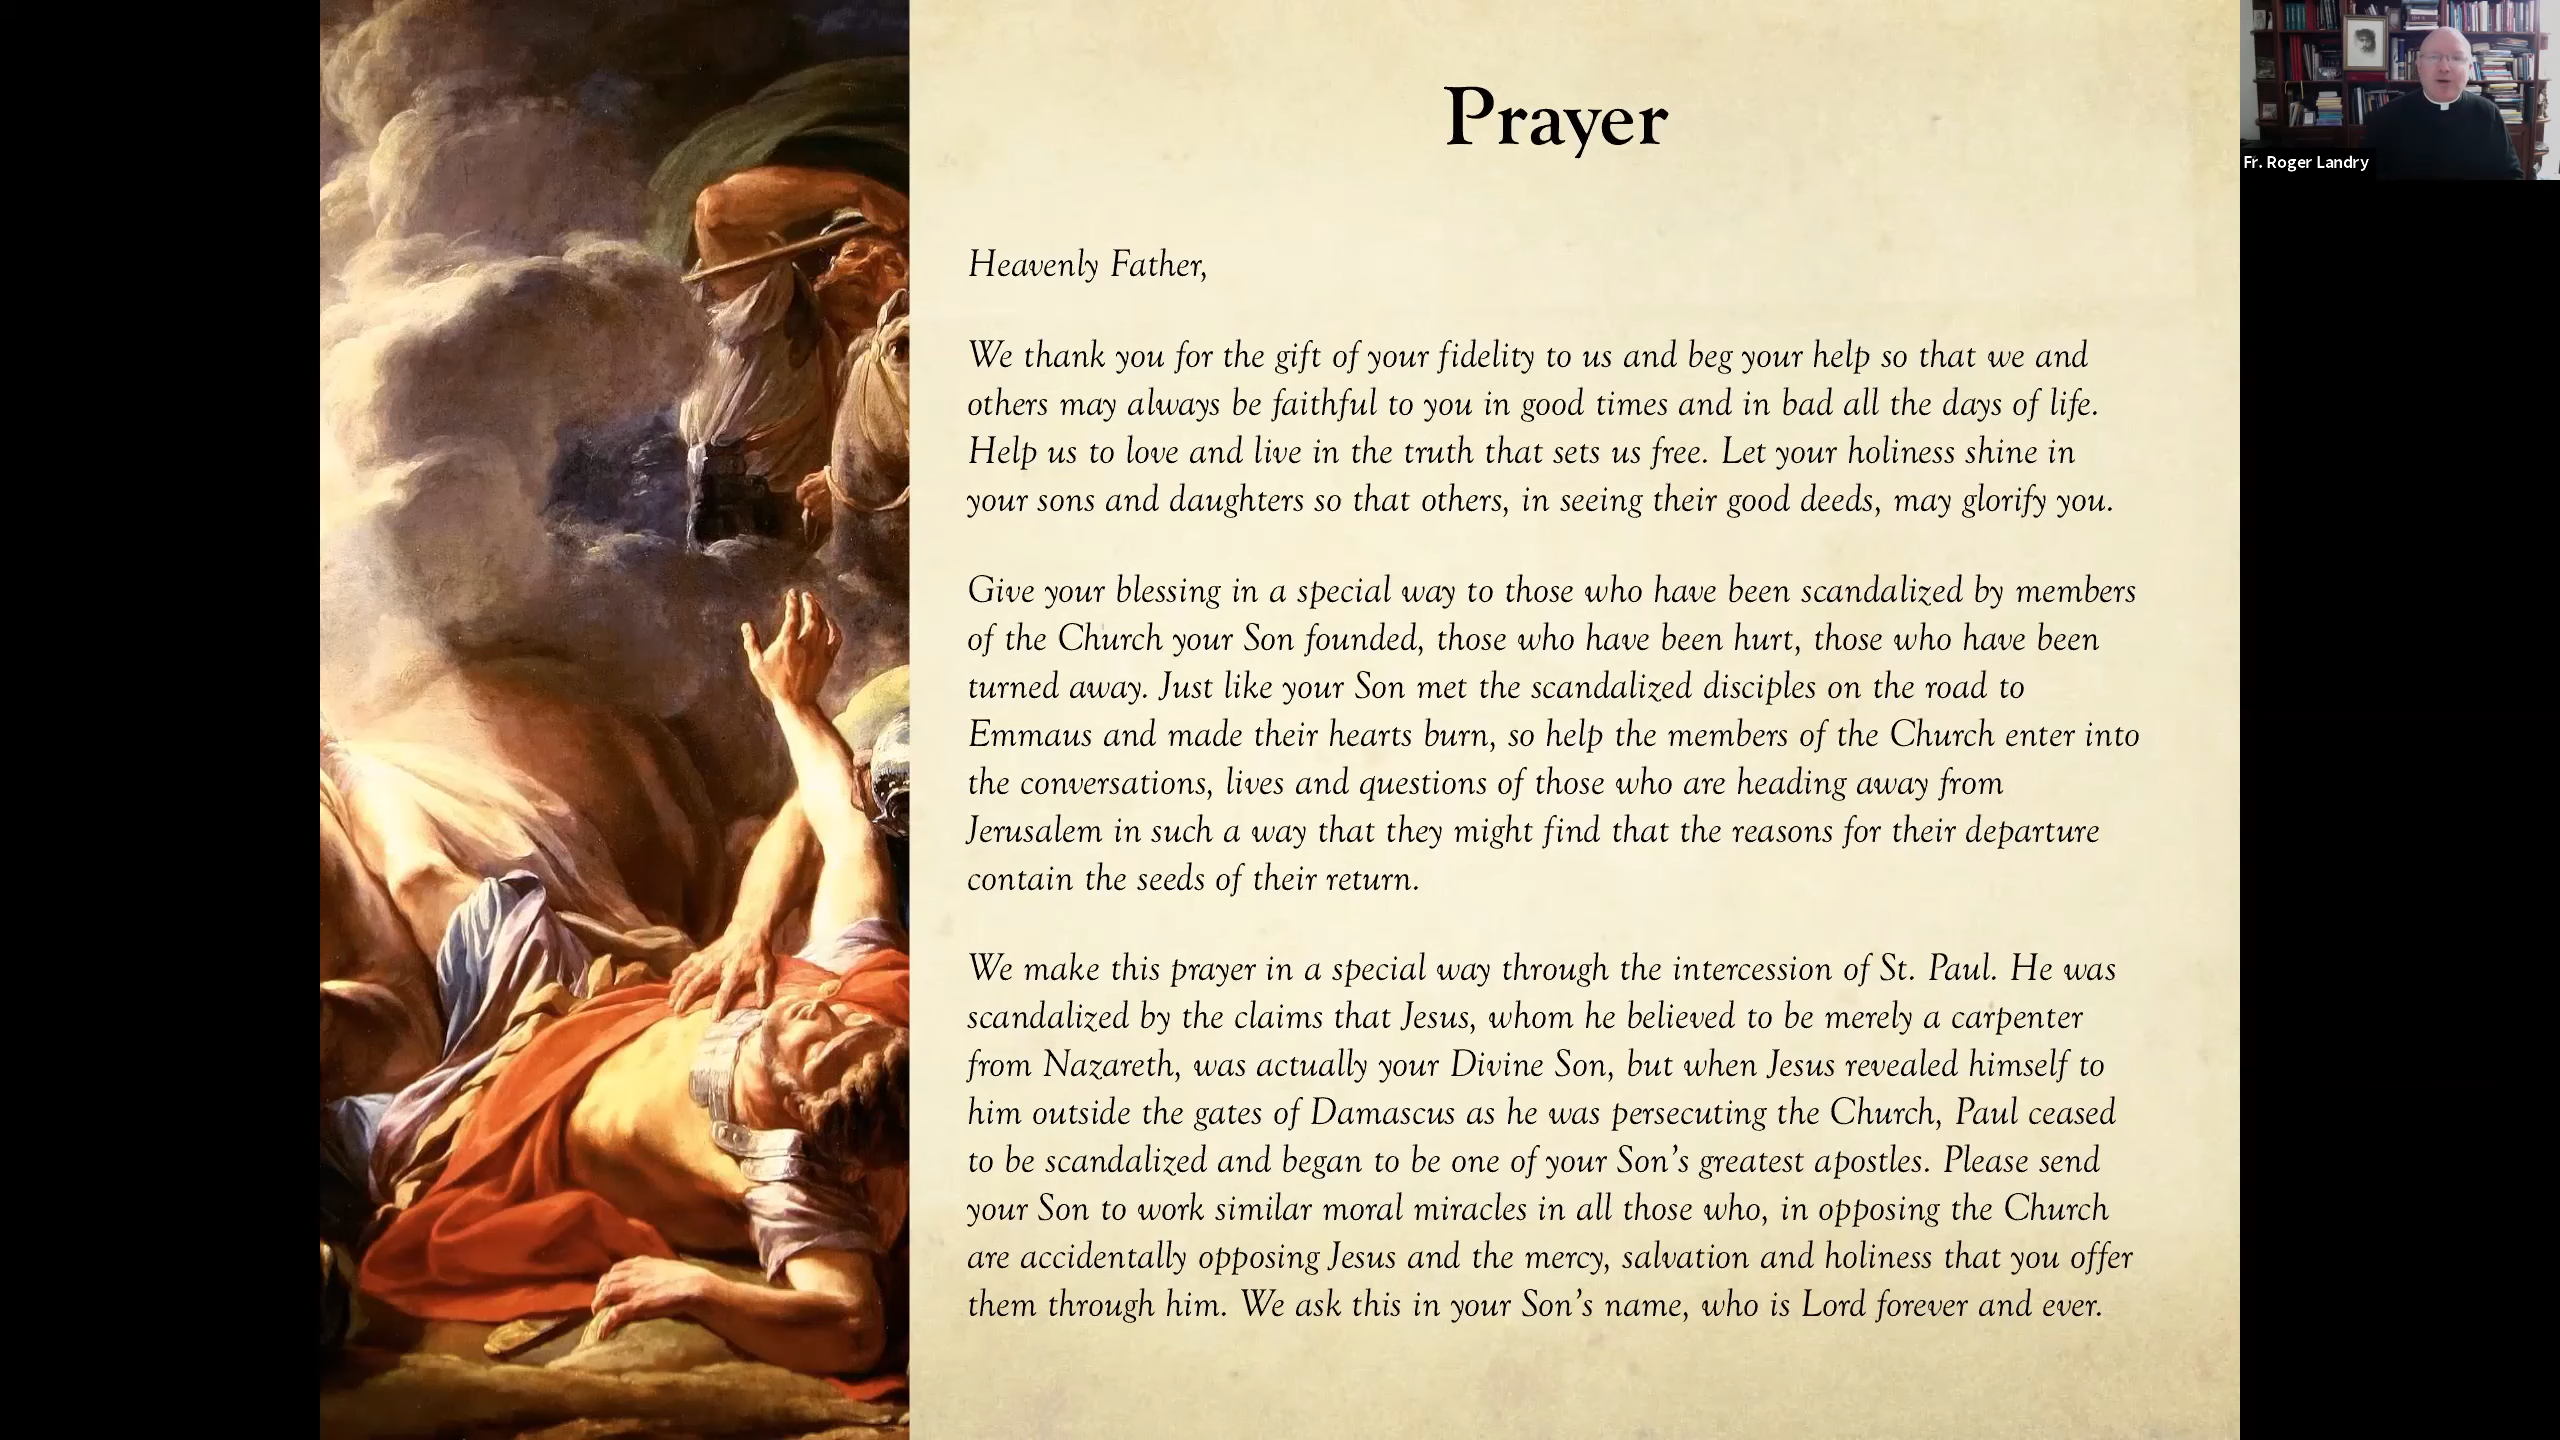 Prayer
Heavenly Father,
We thank you for the gift of your fidelity to us and beg your help so that we and
others may always be faithful to you in good times and in bad all the days of life.
Help us to love and live in the truth that sets us free. Let your holiness shine in
your sons and daughters so that others, in seeing their good deeds, may glorify you.
Give your blessing in a special way to those who have been scandalized by members
of the Church your Son founded, those who have been hurt, those who have been
turned away. Just like your Son met the scandalized disciples on the road to
Emmaus and made their hearts burn, so help the members of the Church enter into
the conversations, lives and questions of those who are heading away from
Jerusalem in such a way that they might find that the reasons for their departure
contain the seeds of their return.
We make this prayer in a special way through the intercession of St. Paul. He was
scandalized by the claims that Jesus, whom he believed to be merely a carpenter
from Nazareth, was actually your Divine Son, but when Jesus revealed himself to
him outside the gates of Damascus as he was persecuting the Church, Paul ceased
to be scandalized and began to be one of your Son’s greatest apostles. Please send
your Son to work similar moral miracles in all those who, in opposing the Church
are accidentally opposing Jesus and the mercy, salvation and holiness that you offer
them through him. We ask this in your Son’s name, who is Lord forever and ever.
Fr. Roger Landry